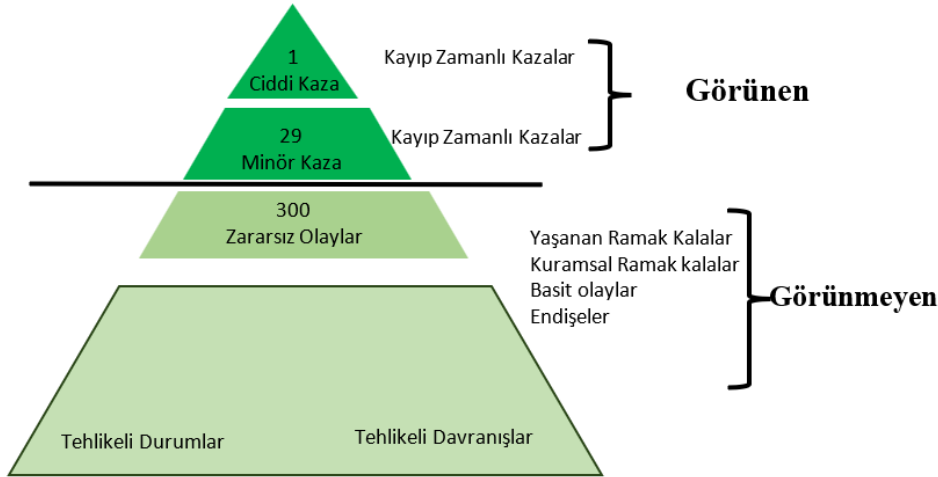 1
Ciddi Kaza
Kayıp Zamanlı Kazalar
Görünen
29
Minör Kaza
Kayıp Zamanlı Kazalar
300
Zararsız Olaylar
Yaşanan Ramak Kalalar
Kuramsal Ramak kalalar
Basit olaylar
Endişeler
Görünmeyen
Tehlikeli Durumlar
Tehlikeli Davranışlar